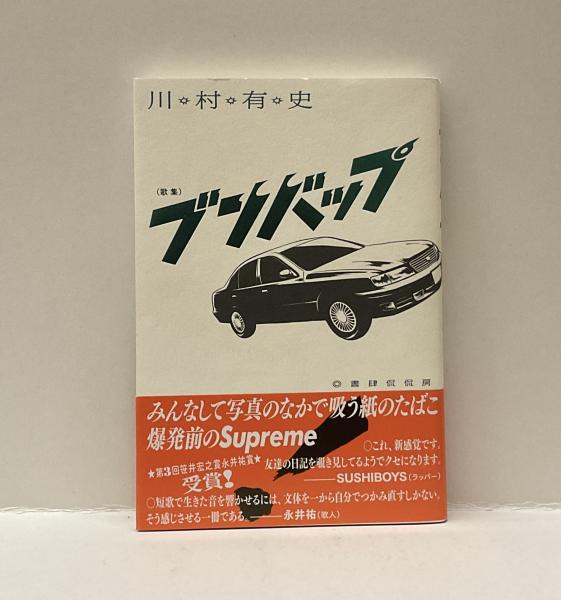 川☼村☼有☼史
(歌集)
ブンバップ
◎書肆侃侃房
みんなして写真のなかで吸う紙のたばこ
爆発前のSupreme
★第3回笹井宏之賞永井祐賞★
受賞!
○これ、新感覚です。
友達の日記を覗き見してるようでクセになります。
——SUSHIBOYS(ラッパー)
○短歌で生きた音を響かせるには、文体を一から自分でつかみ直すしかない。
そう感じさせる一冊である。——永井祐(歌人)